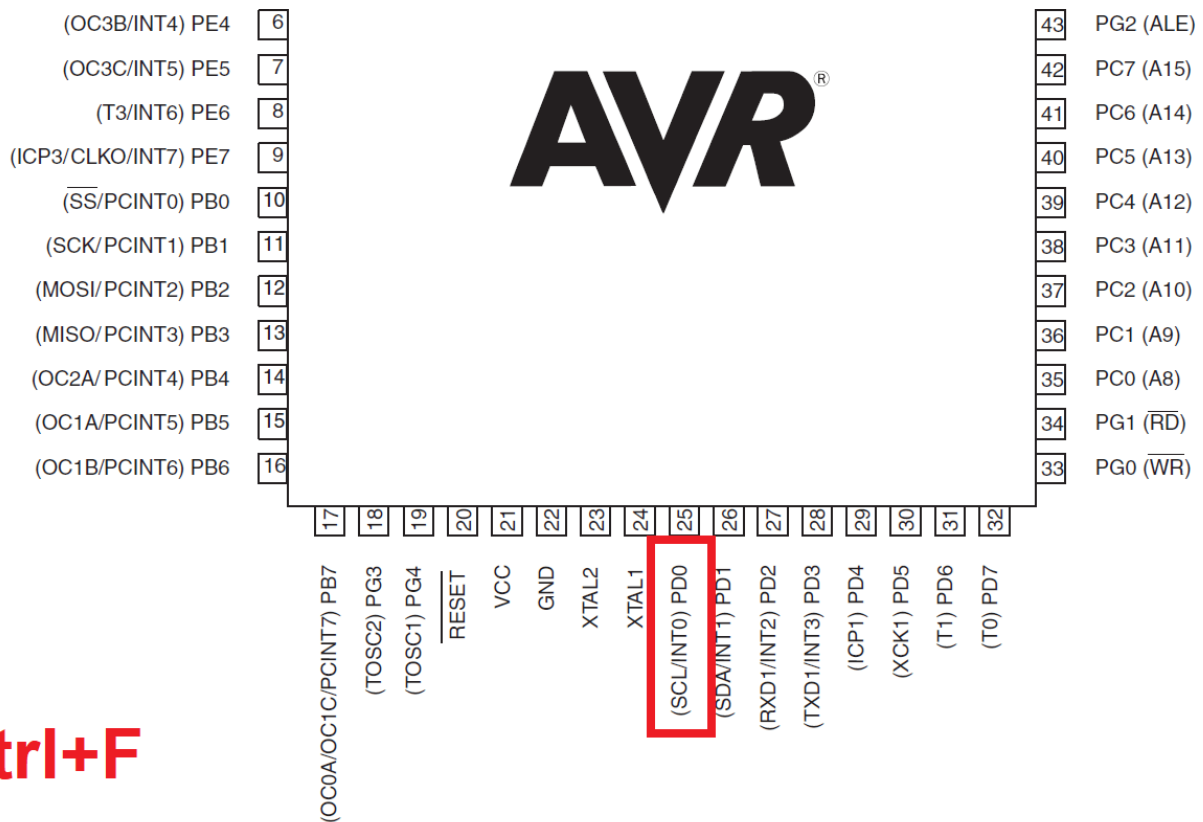 (OC3B/INT4) PE4 6
(OC3C/INT5) PE5 7
(T3/INT6) PE6 8
(ICP3/CLKO/INT7) PE7 9
(SS/PCINT0) PB0 10
(SCK/PCINT1) PB1 11
(MOSI/PCINT2) PB2 12
(MISO/PCINT3) PB3 13
(OC2A/PCINT4) PB4 14
(OC1A/PCINT5) PB5 15
(OC1B/PCINT6) PB6 16
AVR®
43 PG2 (ALE)
42 PC7 (A15)
41 PC6 (A14)
40 PC5 (A13)
39 PC4 (A12)
38 PC3 (A11)
37 PC2 (A10)
36 PC1 (A9)
35 PC0 (A8)
34 PG1 (RD)
33 PG0 (WR)
(OC0A/OC1C/PCINT7) PB7 17
(TOSC2) PG3 18
(TOSC1) PG4 19
RESET 20
VCC 21
GND 22
XTAL2 23
XTAL1 24
(SCL/INT0) PD0 25
(SDA/INT1) PD1 26
(RXD1/INT2) PD2 27
(TXD1/INT3) PD3 28
(ICP1) PD4 29
(XCK1) PD5 30
(T1) PD6 31
(T0) PD7 32
trl+F